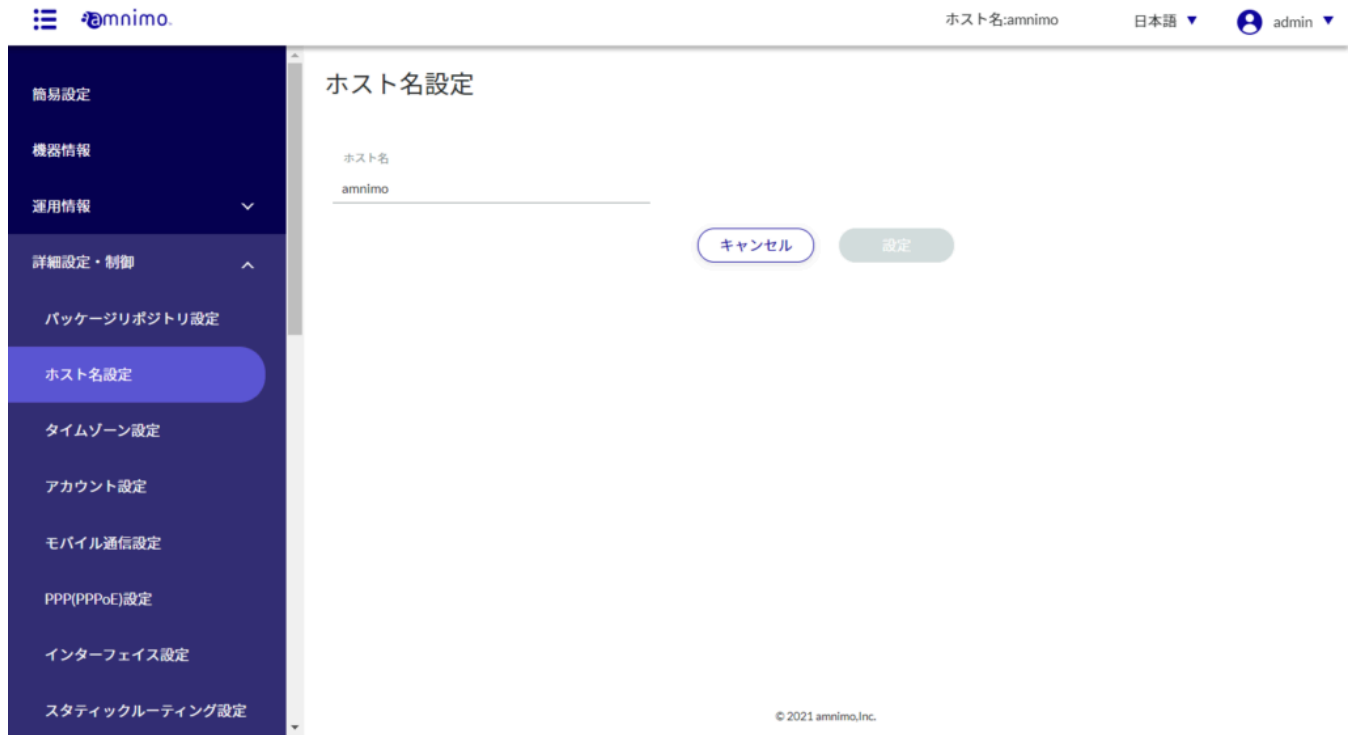 amnimo.
ホスト名:amnimo
日本語 ▼
admin ▼
簡易設定
機器情報
運用情報
詳細設定・制御
パッケージリポジトリ設定
ホスト名設定
タイムゾーン設定
アカウント設定
モバイル通信設定
PPP(PPPoE)設定
インターフェイス設定
スタティックルーティング設定
ホスト名設定
ホスト名
amnimo
キャンセル
設定
© 2021 amnimo,Inc.